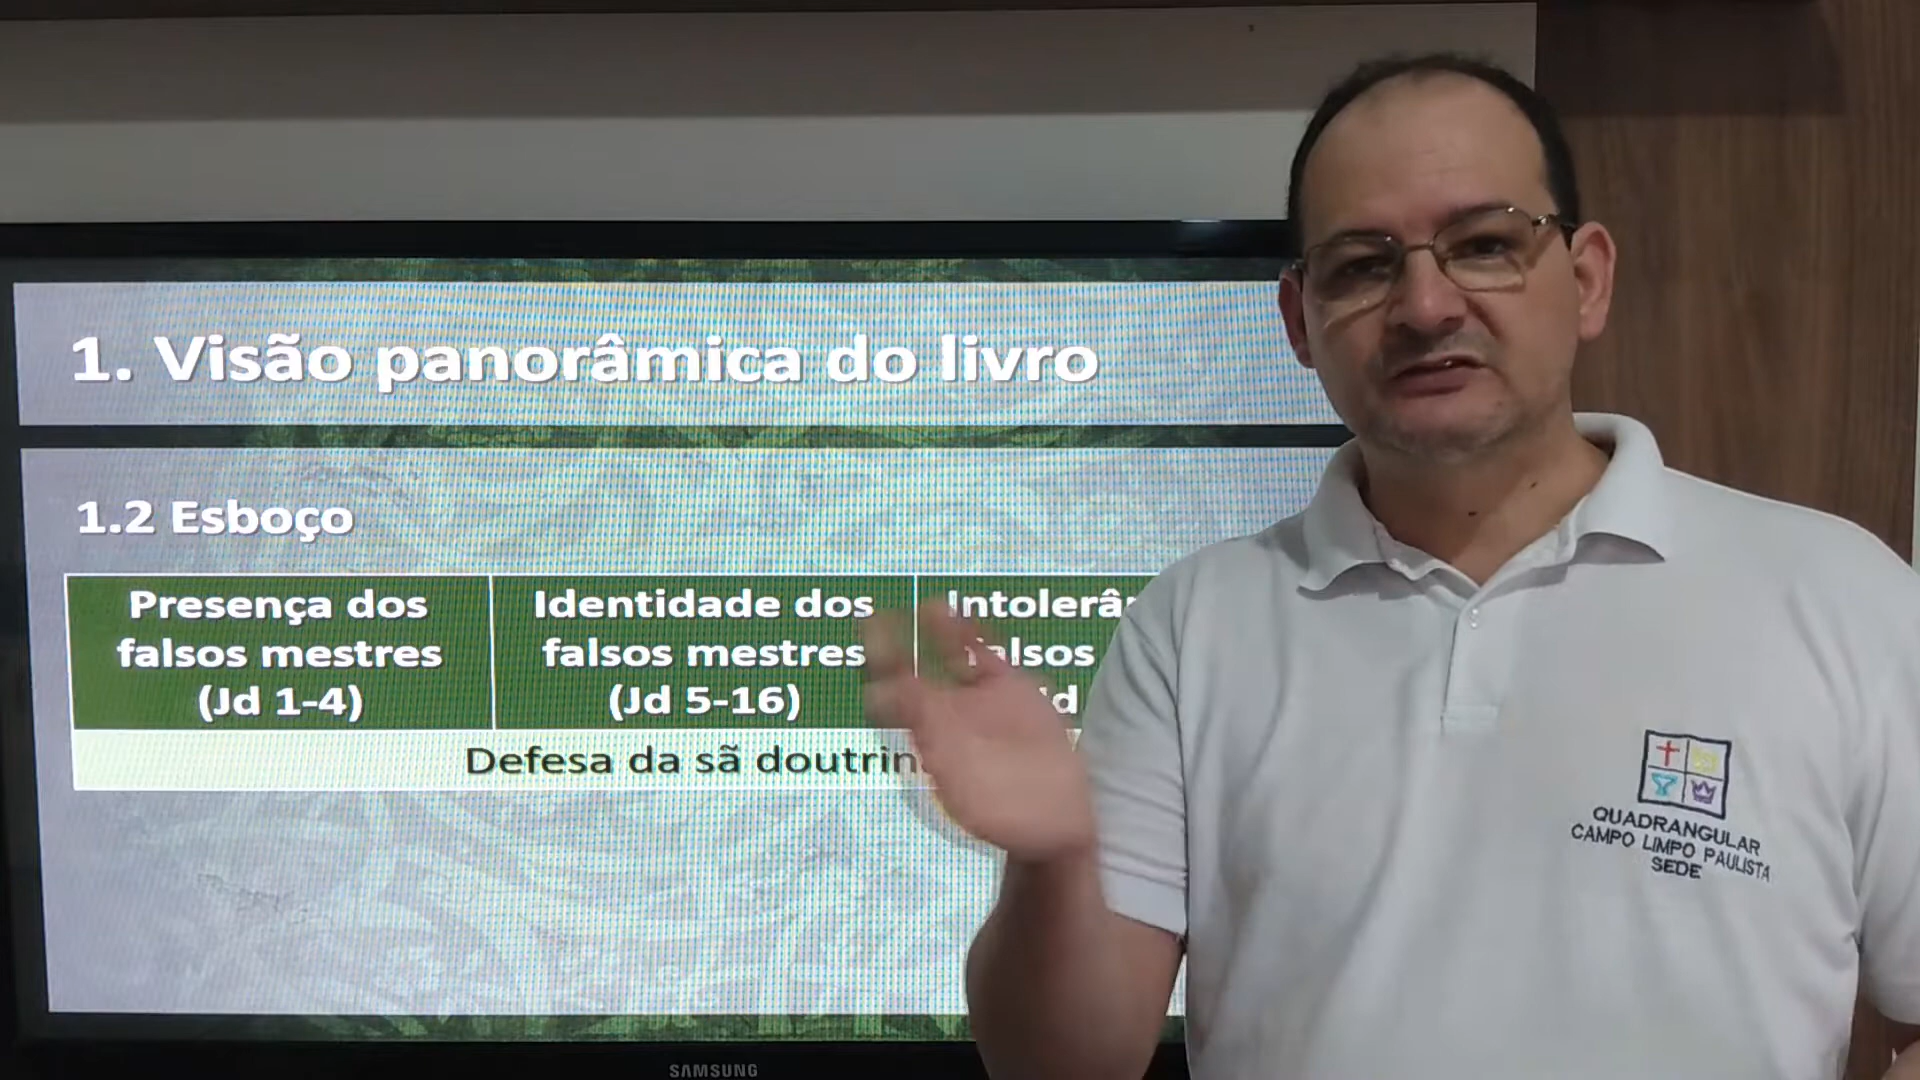 1. Visão panorâmica do livro
1.2 Esboço
Presença dos
falsos mestres
(Jd 1-4)
Identidade dos
falsos mestres
(Jd 5-16)
falsos
Defesa da sã
QUADRANGULAR
CAMPO LIMPO PAULISTA
SEDE
SAMSUNG